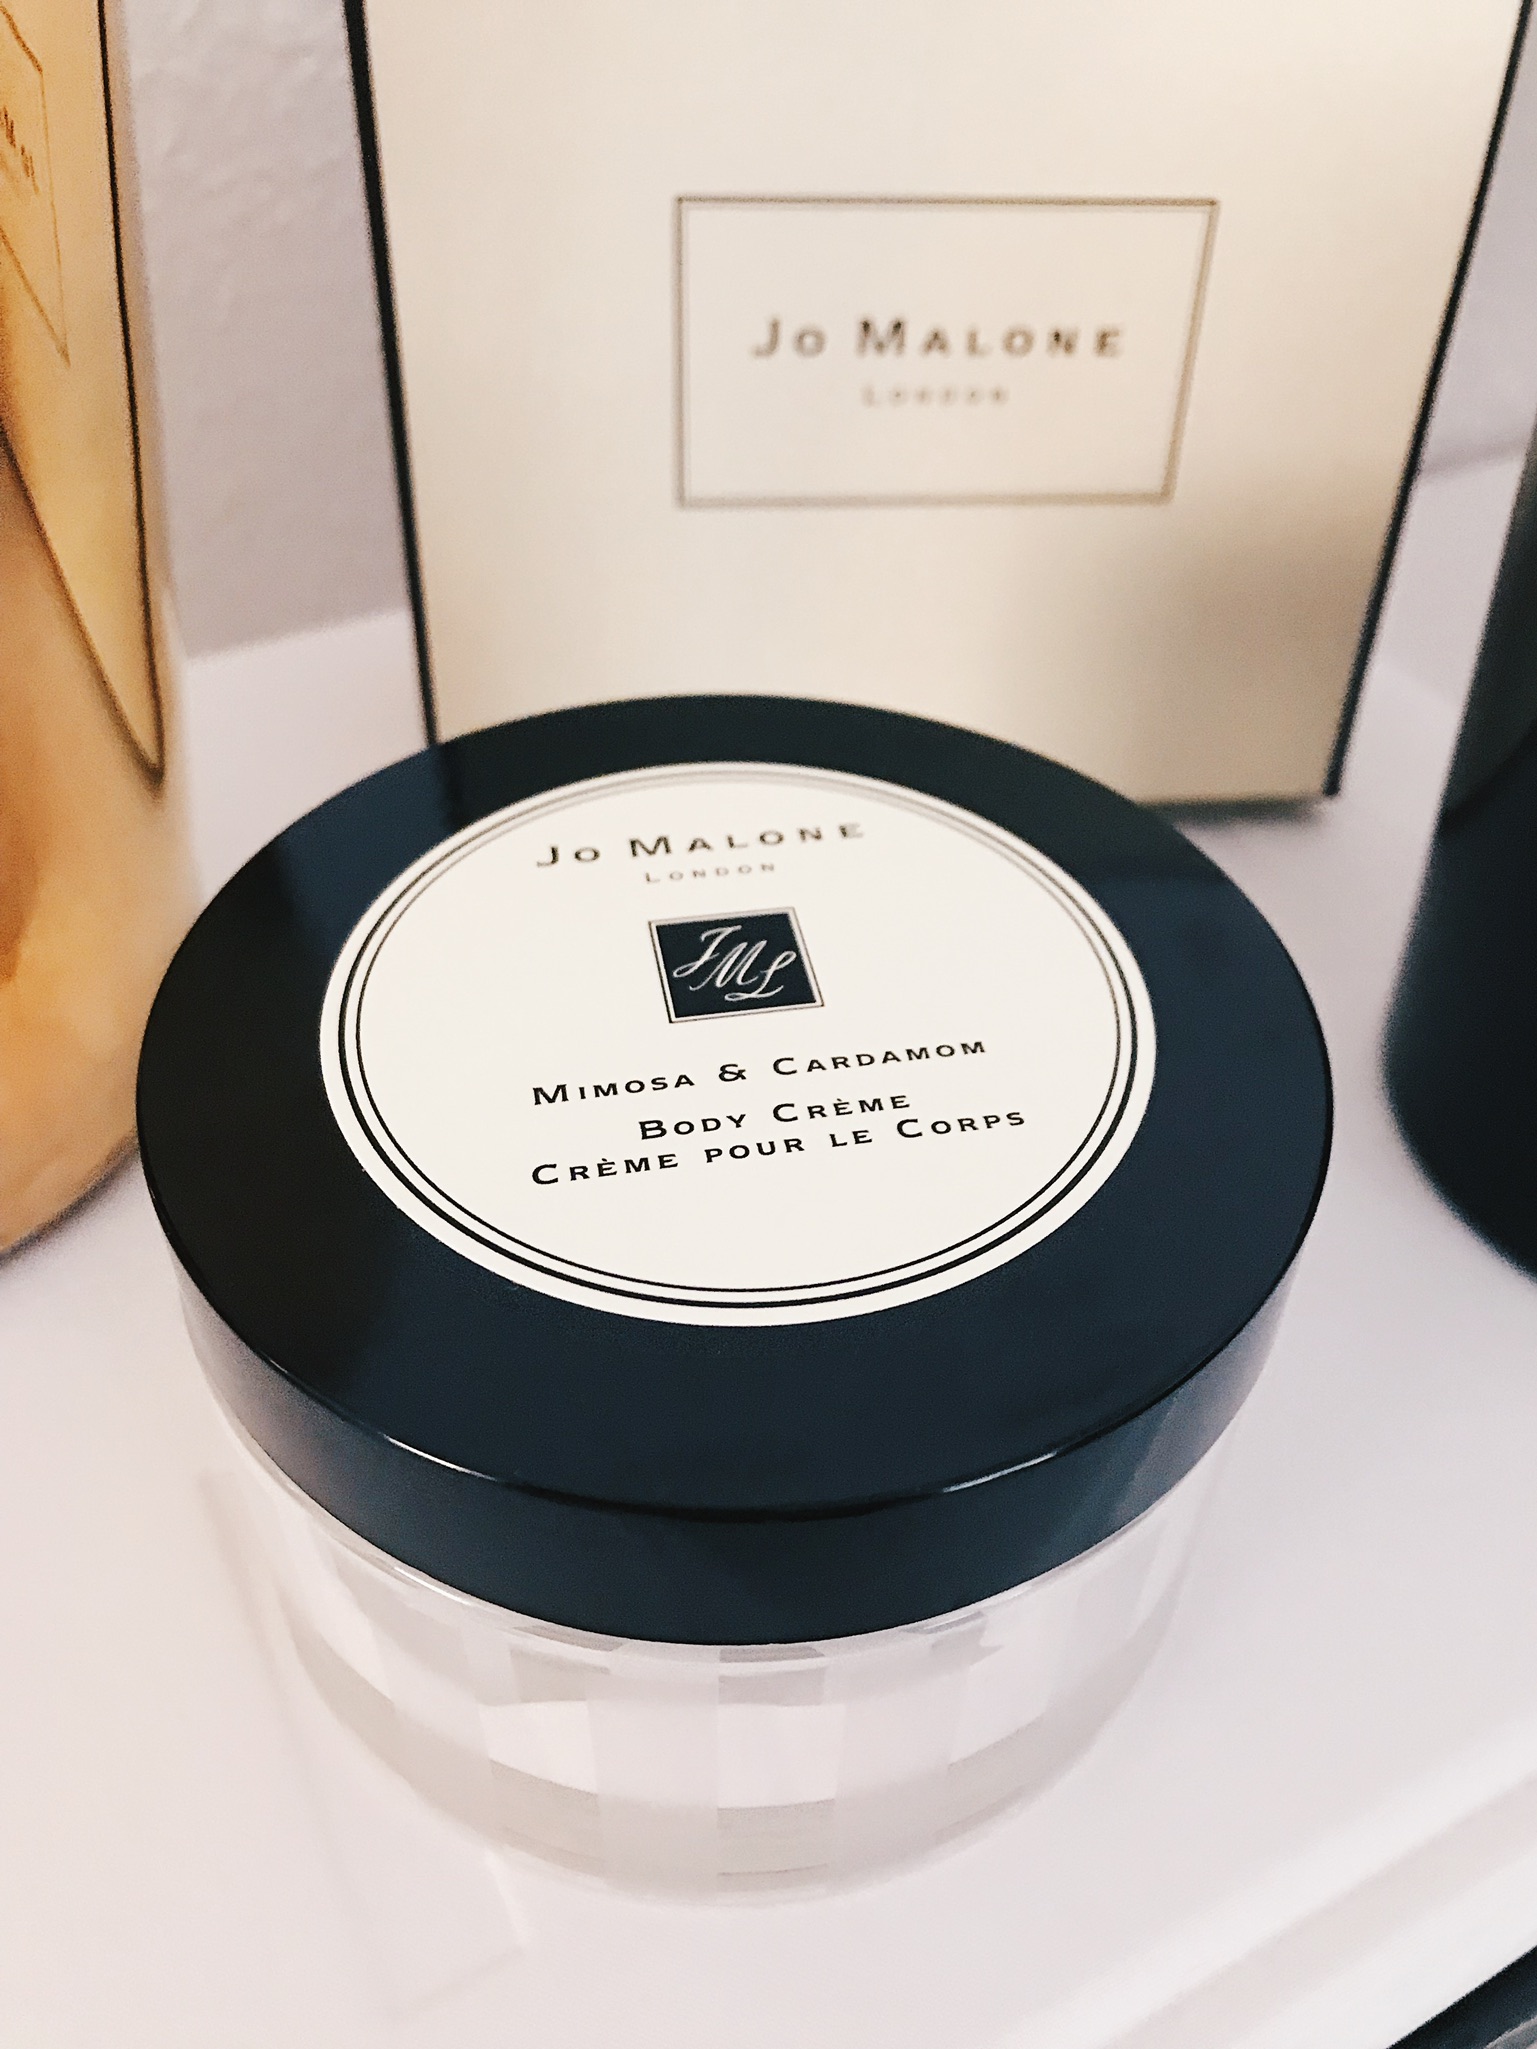 Jo Malone
London
Jo Malone
London
JML
Mimosa & Cardamom
Body Crème
Crème pour le Corps